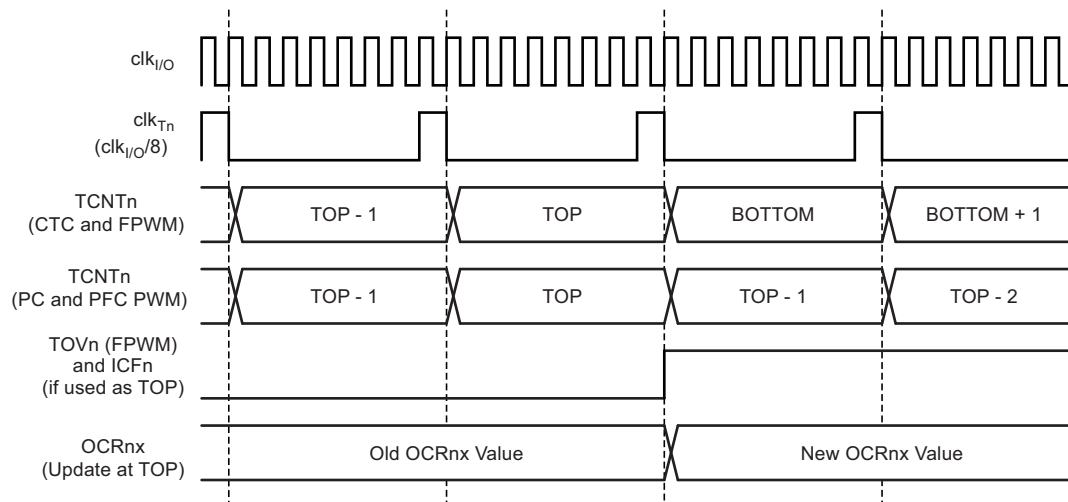 clkI/O
clkTn
(clkI/O/8)
TCNTn
(CTC and FPWM)
TOP - 1
TOP
BOTTOM
BOTTOM + 1
TCNTn
(PC and PFC PWM)
TOP - 1
TOP
TOP - 1
TOP - 2
TOVn (FPWM)
and ICFn
(if used as TOP)
OCRnx
(Update at TOP)
Old OCRnx Value
New OCRnx Value